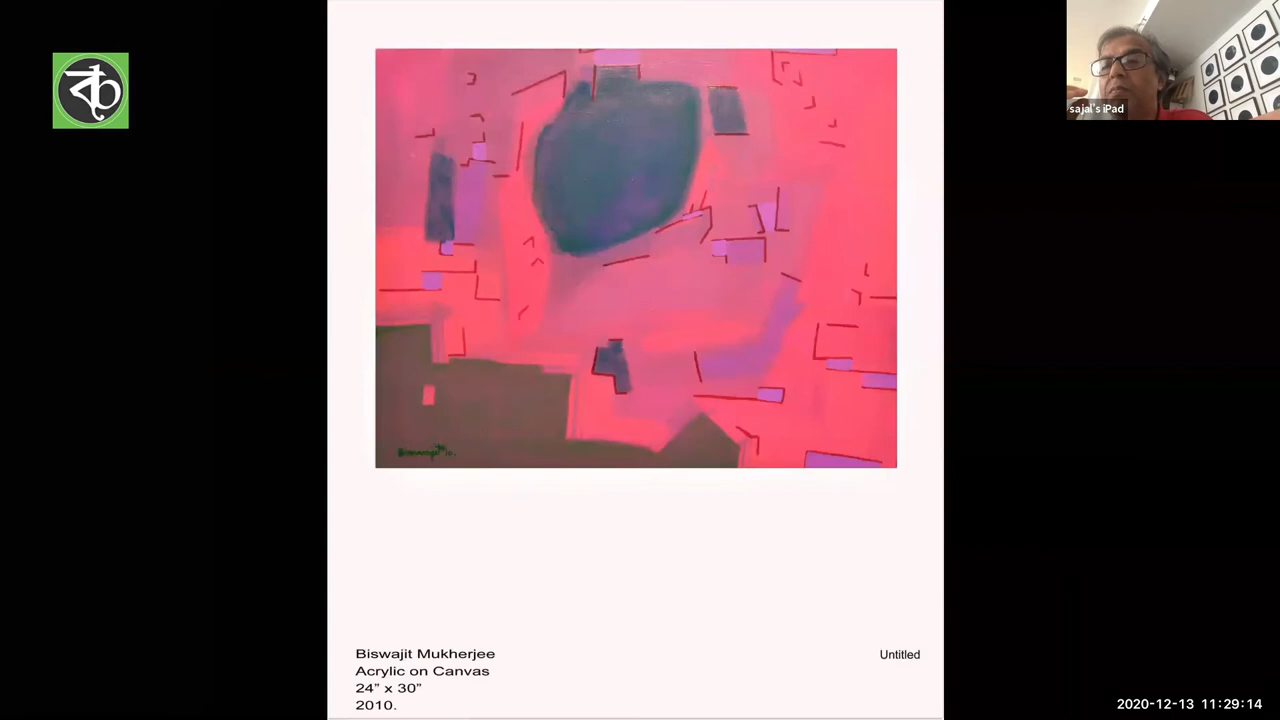 sajal's iPad
Biswajit Mukherjee
Acrylic on Canvas
24” x 30”
2010.
Untitled
2020-12-13 11:29:14